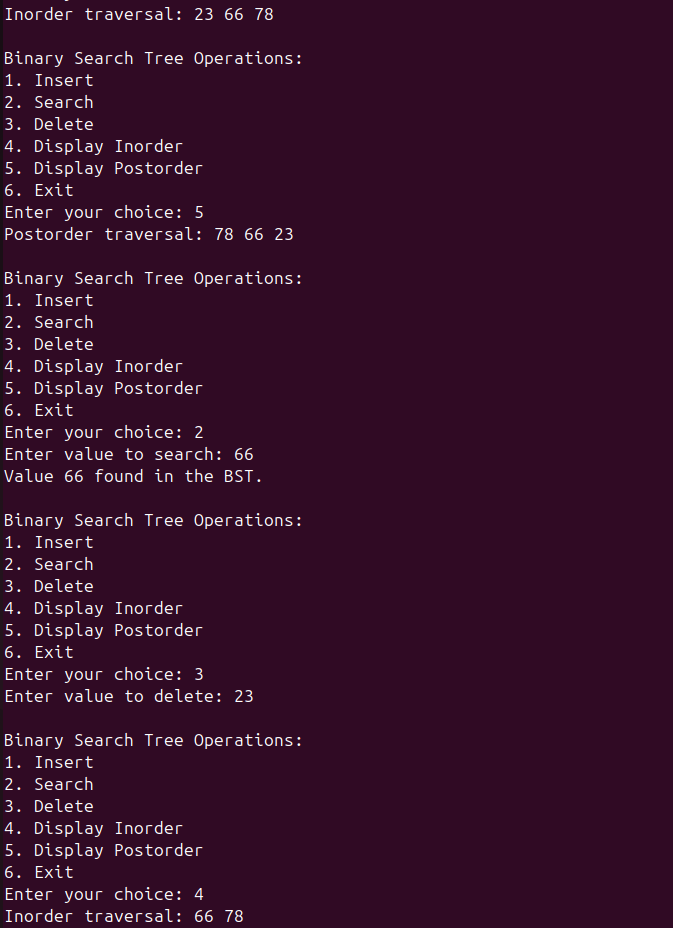 Inorder traversal: 23 66 78
Binary Search Tree Operations:
1. Insert
2. Search
3. Delete
4. Display Inorder
5. Display Postorder
6. Exit
Enter your choice: 5
Postorder traversal: 78 66 23
Binary Search Tree Operations:
1. Insert
2. Search
3. Delete
4. Display Inorder
5. Display Postorder
6. Exit
Enter your choice: 2
Enter value to search: 66
Value 66 found in the BST.
Binary Search Tree Operations:
1. Insert
2. Search
3. Delete
4. Display Inorder
5. Display Postorder
6. Exit
Enter your choice: 3
Enter value to delete: 23
Binary Search Tree Operations:
1. Insert
2. Search
3. Delete
4. Display Inorder
5. Display Postorder
6. Exit
Enter your choice: 4
Inorder traversal: 66 78